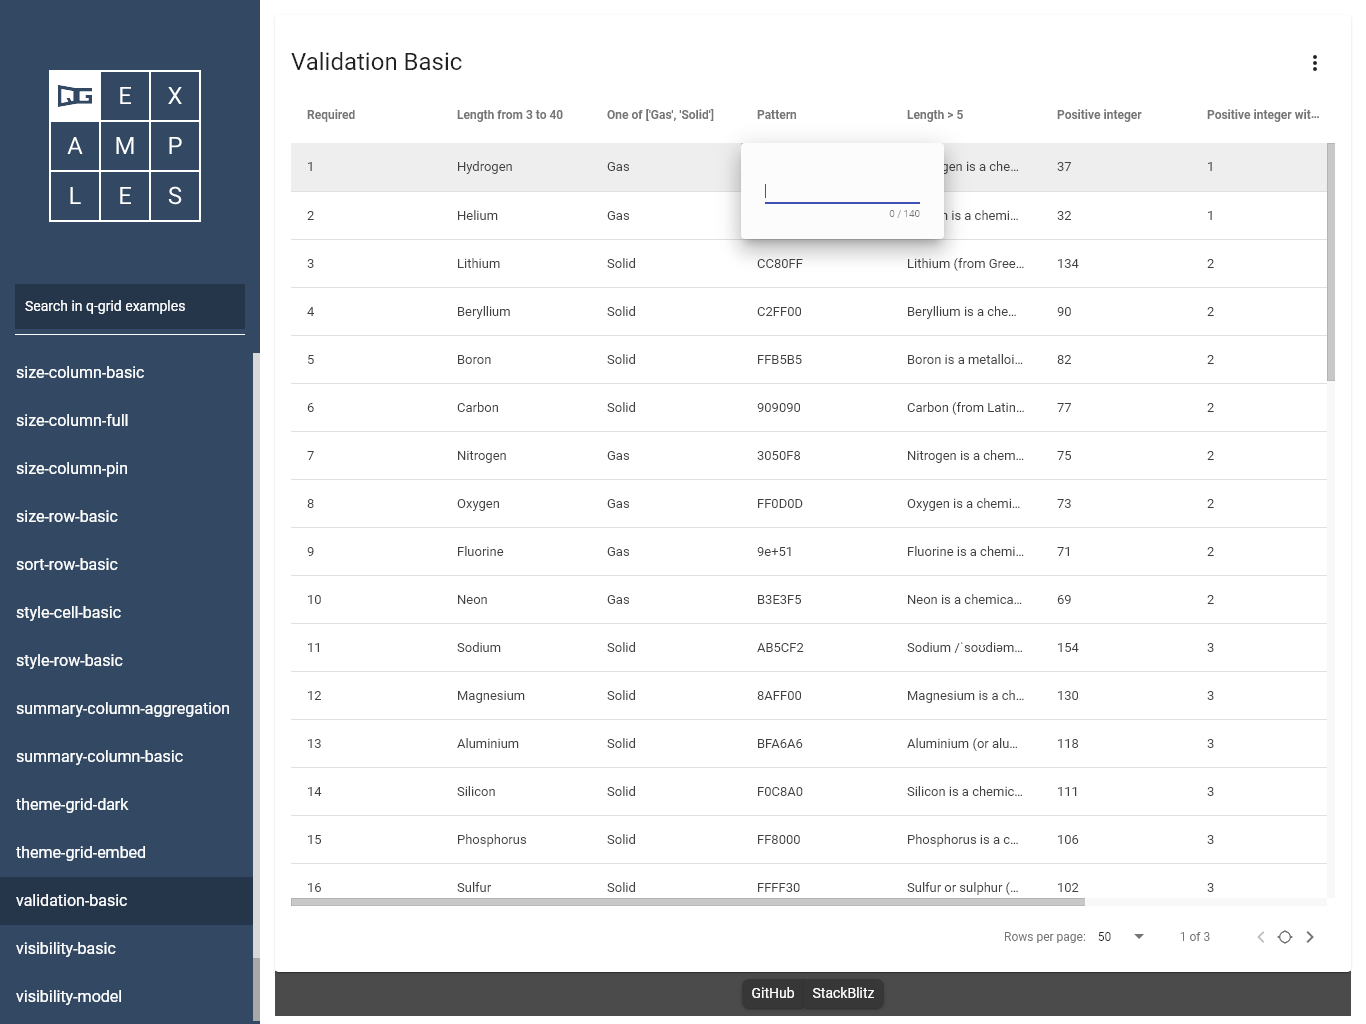 QG E X
A M P
L E S
Search in q-grid examples
size-column-basic
size-column-full
size-column-pin
size-row-basic
sort-row-basic
style-cell-basic
style-row-basic
summary-column-aggregation
summary-column-basic
theme-grid-dark
theme-grid-embed
validation-basic
visibility-basic
visibility-model
Validation Basic
Required Length from 3 to 40 One of ['Gas', 'Solid'] Pattern Length > 5 Positive integer Positive integer wit...
1 Hydrogen Gas gen is a che... 37 1
0 / 140
2 Helium Gas is a chemi... 32 1
3 Lithium Solid CC80FF Lithium (from Gree... 134 2
4 Beryllium Solid C2FF00 Beryllium is a che... 90 2
5 Boron Solid FFB5B5 Boron is a metalloi... 82 2
6 Carbon Solid 909090 Carbon (from Latin... 77 2
7 Nitrogen Gas 3050F8 Nitrogen is a chem... 75 2
8 Oxygen Gas FF0D0D Oxygen is a chemi... 73 2
9 Fluorine Gas 9e+51 Fluorine is a chemi... 71 2
10 Neon Gas B3E3F5 Neon is a chemica... 69 2
11 Sodium Solid AB5CF2 Sodium /ˈsoʊdiəm... 154 3
12 Magnesium Solid 8AFF00 Magnesium is a ch... 130 3
13 Aluminium Solid BFA6A6 Aluminium (or alu... 118 3
14 Silicon Solid F0C8A0 Silicon is a chemic... 111 3
15 Phosphorus Solid FF8000 Phosphorus is a c... 106 3
16 Sulfur Solid FFFF30 Sulfur or sulphur (... 102 3
Rows per page: 50 1 of 3
GitHub StackBlitz